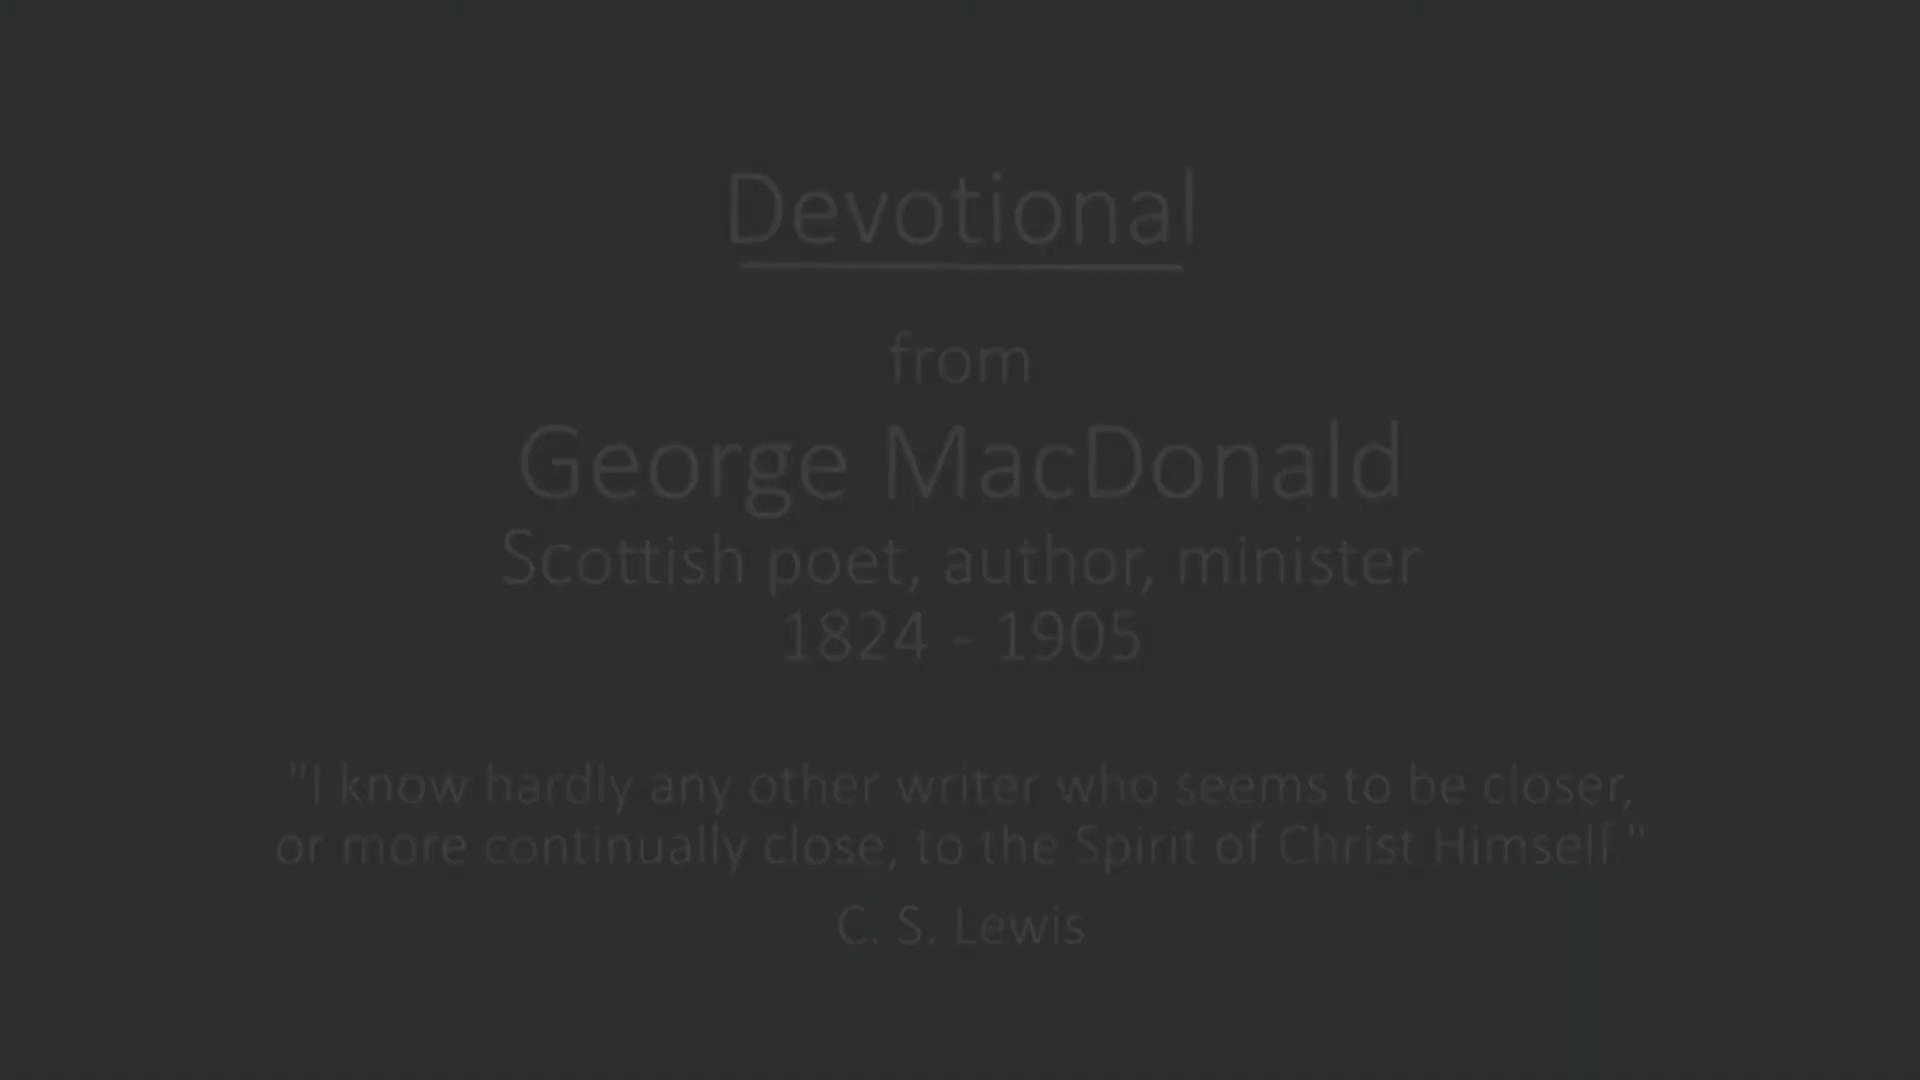 Devotional
from
George MacDonald
Scottish poet, author, minister
1824 - 1905
"I know hardly any other writer who seems to be closer,
or more continually close, to the Spirit of Christ Himself."
C. S. Lewis